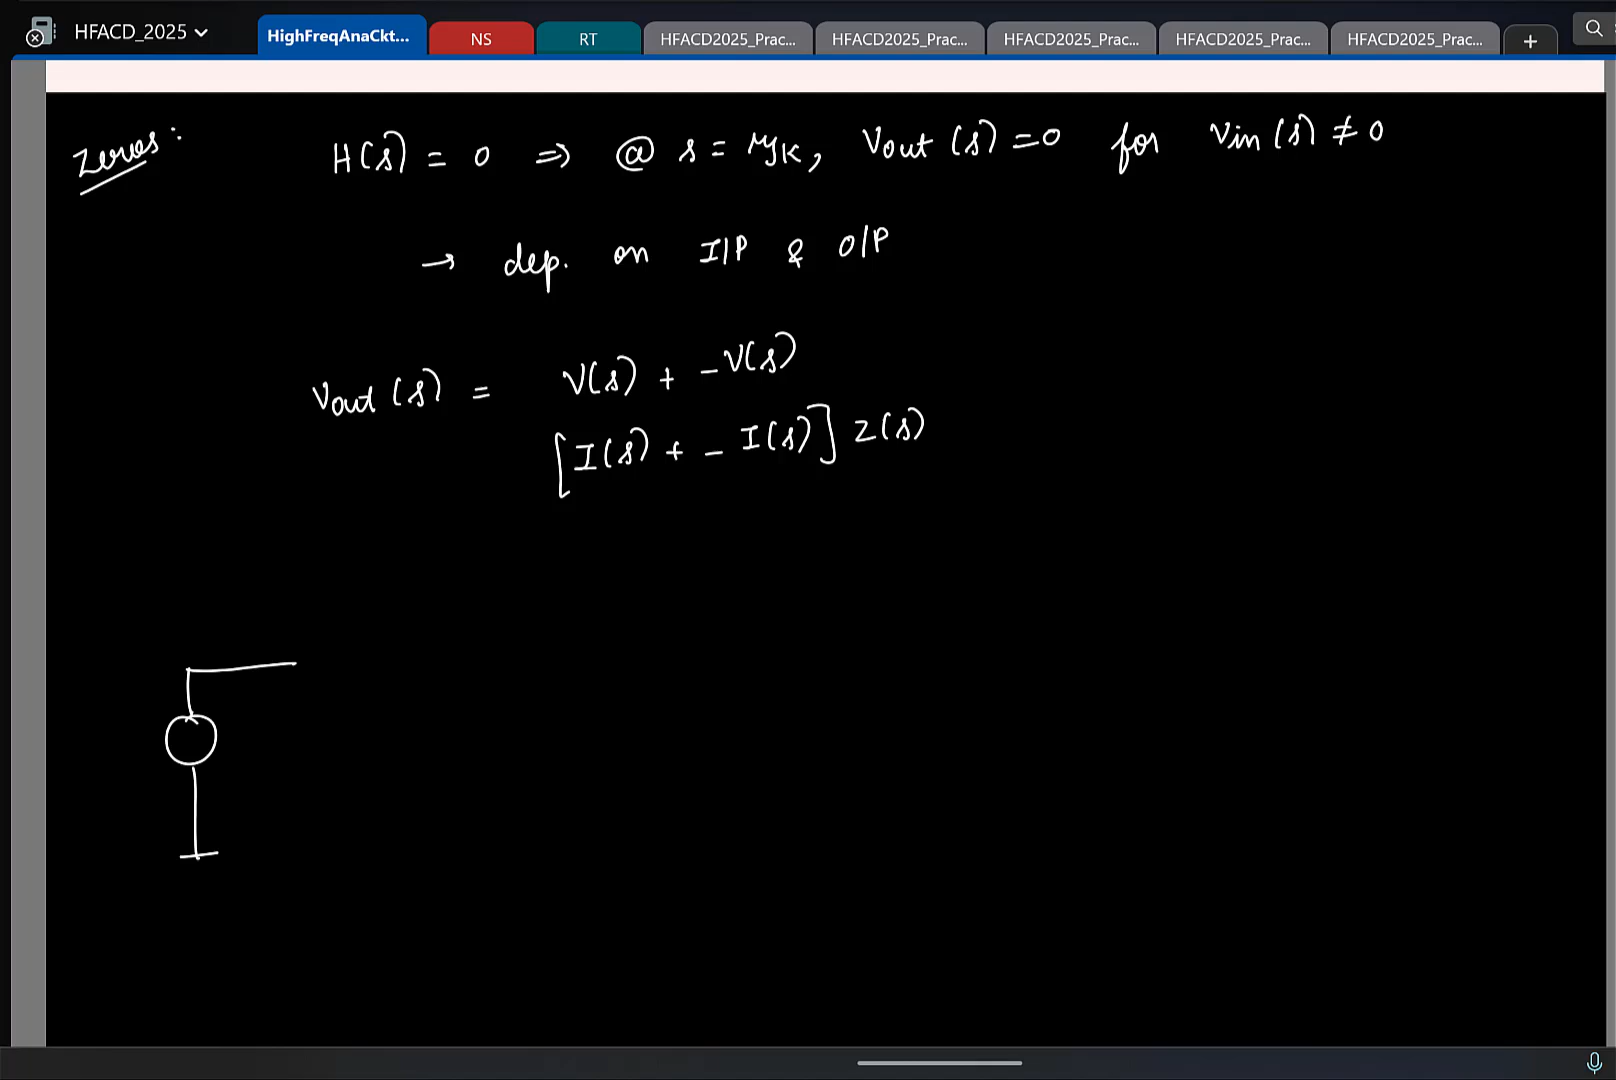 HFACD_2025
HighFreqAnaCkt... NS RT HFACD2025_Prac... HFACD2025_Prac... HFACD2025_Prac... HFACD2025_Prac... HFACD2025_Prac... +
Zeroes : H(s) = 0 ⇒ @ s = K, Vout (s) = 0 for Vin (s) ≠ 0
→ dep. on I/P & O/P
Vout (s) = V(s) + -V(s)
[I(s) + - I(s)] Z(s)